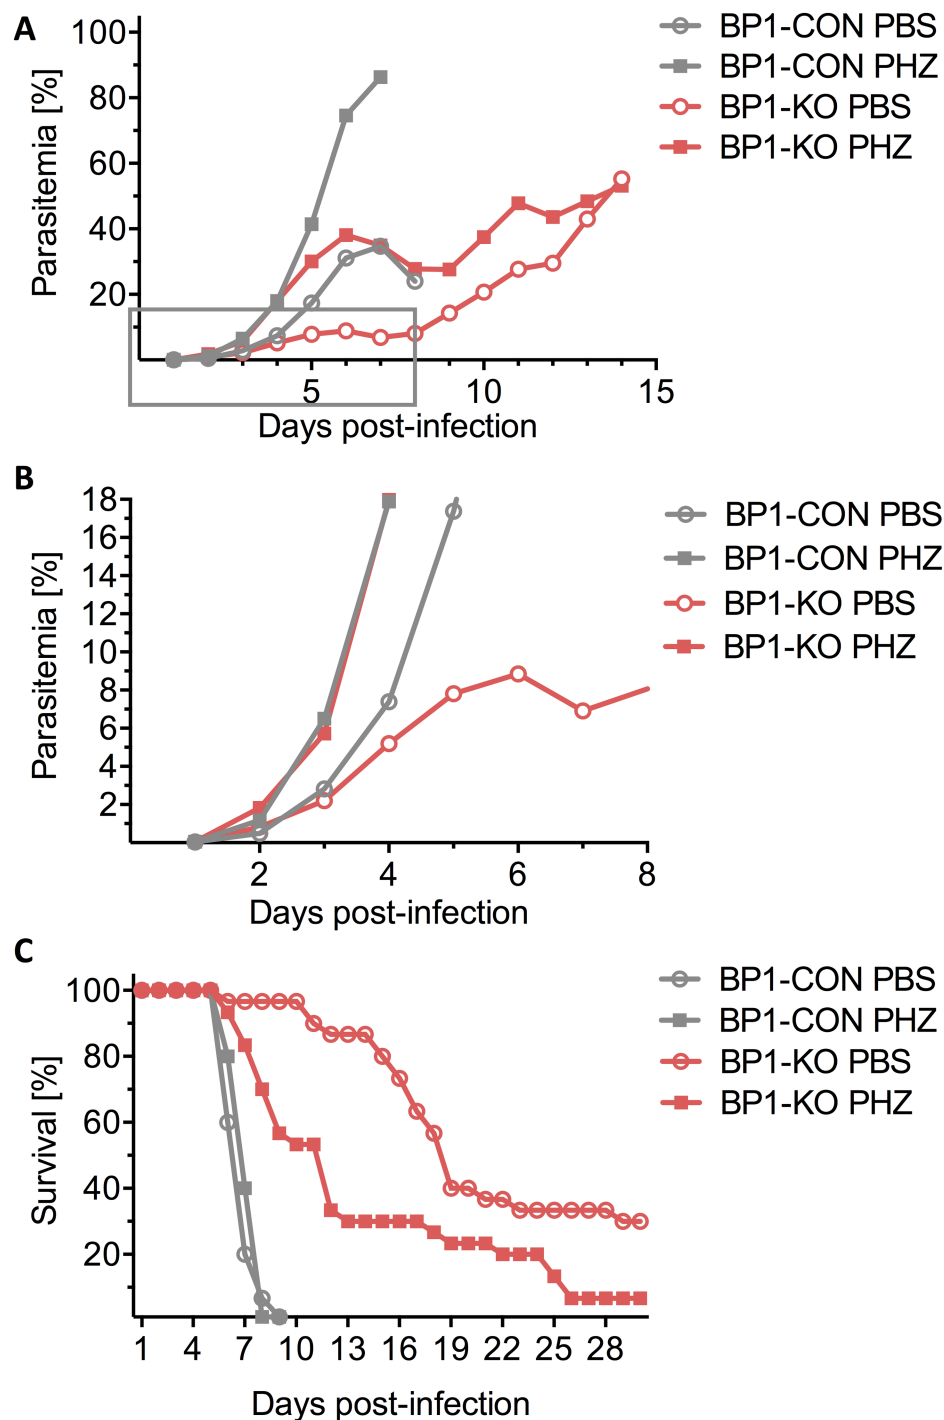 A
Parasitemia [%]
100
80
60
40
20
5
10
15
Days post-infection
BP1-CON PBS
BP1-CON PHZ
BP1-KO PBS
BP1-KO PHZ
B
Parasitemia [%]
18
16
14
12
10
8
6
4
2
2
4
6
8
Days post-infection
BP1-CON PBS
BP1-CON PHZ
BP1-KO PBS
BP1-KO PHZ
C
Survival [%]
100
80
60
40
20
1 4 7 10 13 16 19 22 25 28
Days post-infection
BP1-CON PBS
BP1-CON PHZ
BP1-KO PBS
BP1-KO PHZ